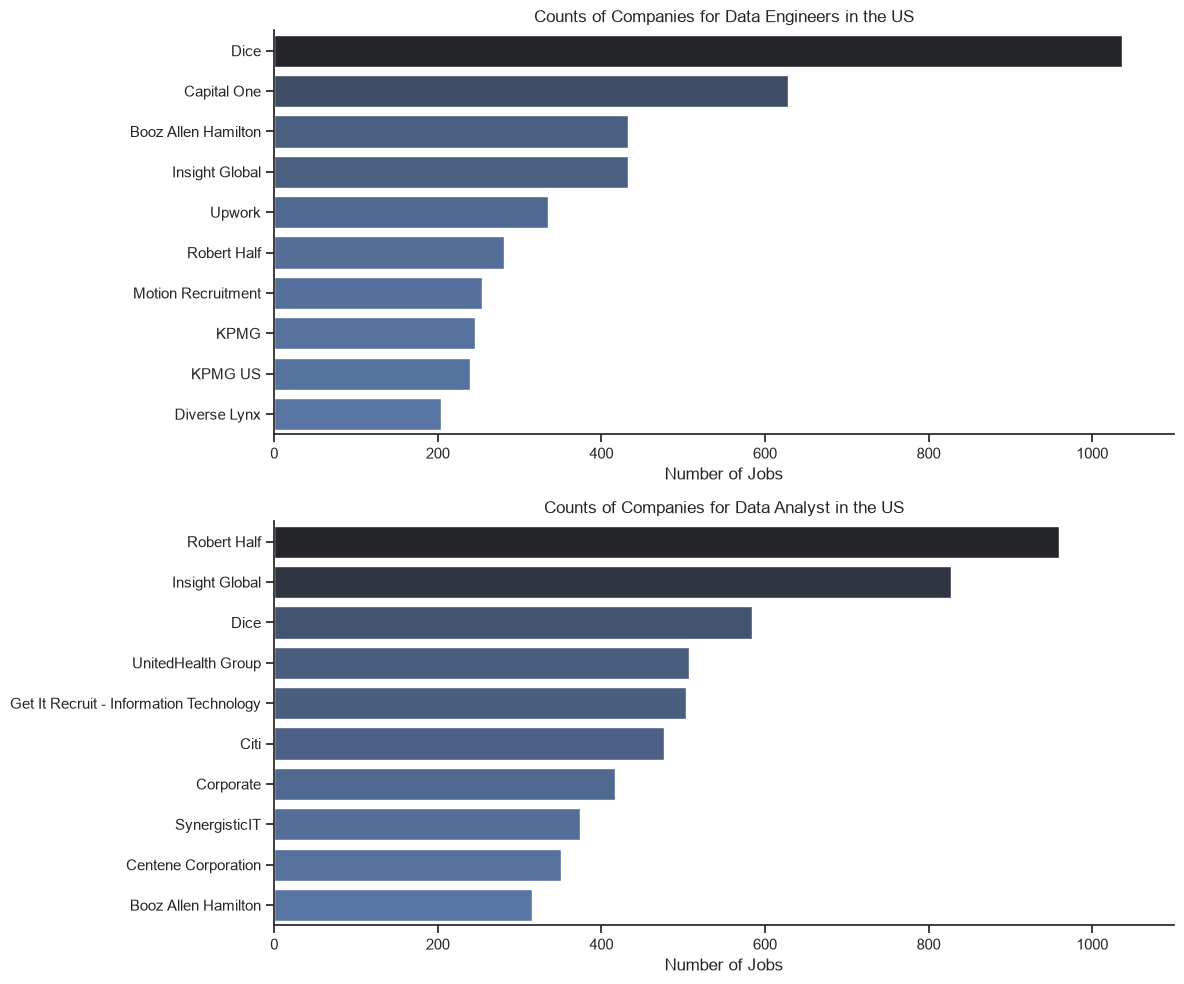 Counts of Companies for Data Engineers in the US
Dice
Capital One
Booz Allen Hamilton
Insight Global
Upwork
Robert Half
Motion Recruitment
KPMG
KPMG US
Diverse Lynx
0 200 400 600 800 1000
Number of Jobs
Counts of Companies for Data Analyst in the US
Robert Half
Insight Global
Dice
UnitedHealth Group
Get It Recruit - Information Technology
Citi
Corporate
SynergisticIT
Centene Corporation
Booz Allen Hamilton
0 200 400 600 800 1000
Number of Jobs